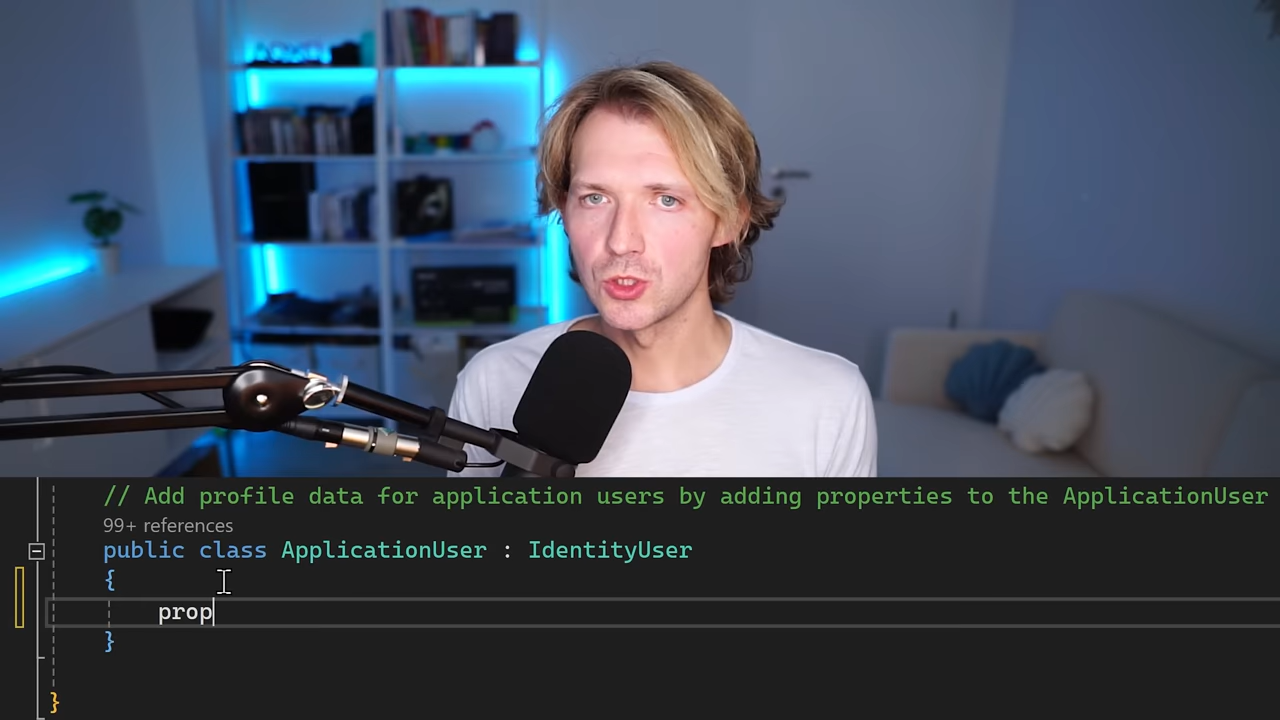 // Add profile data for application users by adding properties to the ApplicationUser
99+ references
public class ApplicationUser : IdentityUser
{
prop
}
}